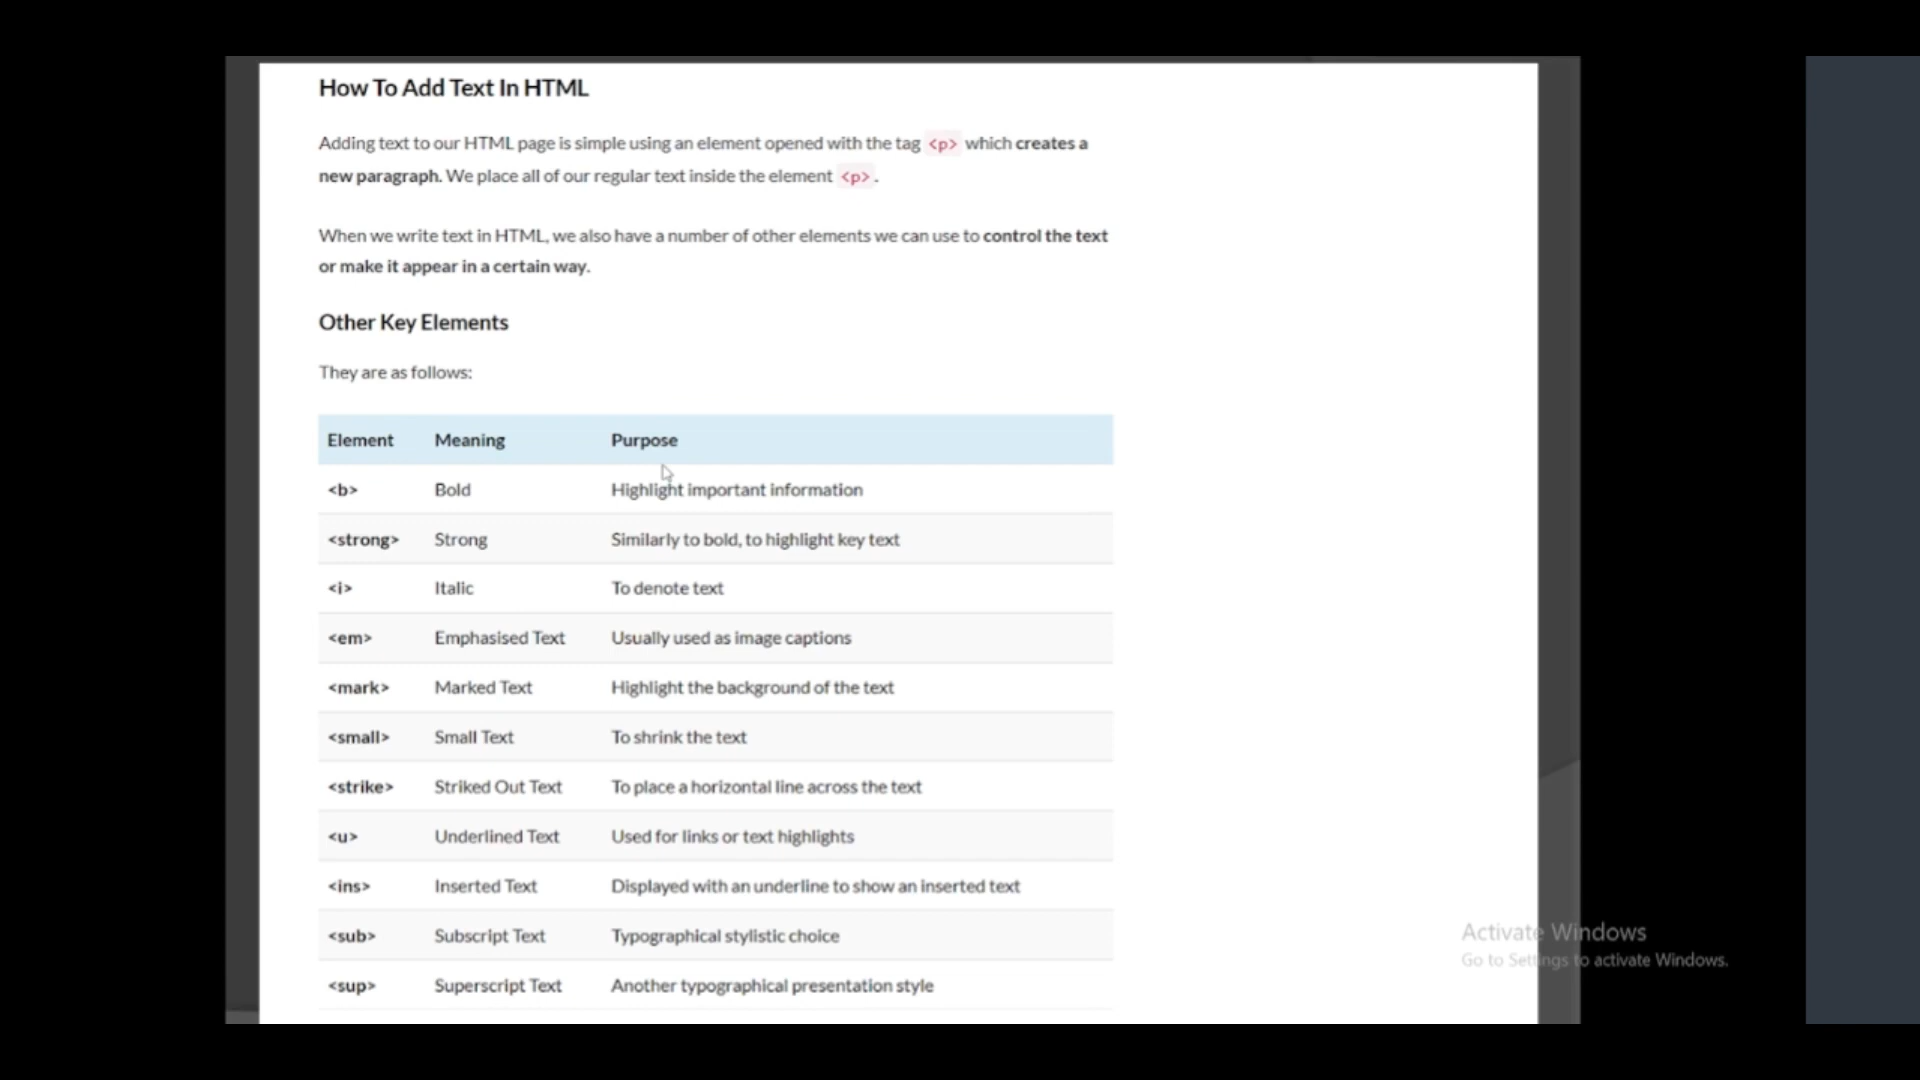 How To Add Text In HTML
Adding text to our HTML page is simple using an element opened with the tag <p> which creates a
new paragraph. We place all of our regular text inside the element <p>.
When we write text in HTML, we also have a number of other elements we can use to control the text
or make it appear in a certain way.
Other Key Elements
They are as follows:
Element Meaning Purpose
<b> Bold Highlight important information
<strong> Strong Similarly to bold, to highlight key text
<i> Italic To denote text
<em> Emphasised Text Usually used as image captions
<mark> Marked Text Highlight the background of the text
<small> Small Text To shrink the text
<strike> Striked Out Text To place a horizontal line across the text
<u> Underlined Text Used for links or text highlights
<ins> Inserted Text Displayed with an underline to show an inserted text
<sub> Subscript Text Typographical stylistic choice
<sup> Superscript Text Another typographical presentation style
Activate Windows
Go to Settings to activate Windows.